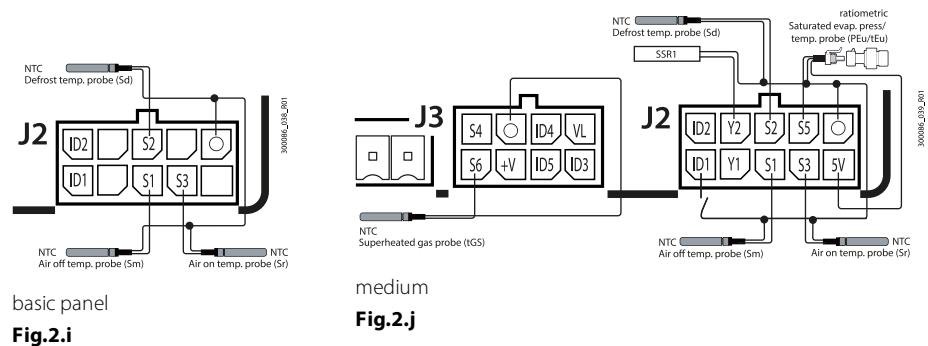 NTC
Defrost temp. probe (Sd)
J2
ID2 S2
ID1 S1 S3
300086_038_R01
NTC
Air off temp. probe (Sm)
NTC
Air on temp. probe (Sr)
basic panel
Fig.2.i
NTC
Defrost temp. probe (Sd)
SSR1
ratiometric
Saturated evap. press/
temp. probe (PEu/tEu)
J3
S4 ID4 VL
S6 +V ID5 ID3
J2
ID2 Y2 S2 S5
ID1 Y1 S1 S3 5V
300086_039_R01
NTC
Superheated gas probe (tGS)
NTC
Air off temp. probe (Sm)
NTC
Air on temp. probe (Sr)
medium
Fig.2.j